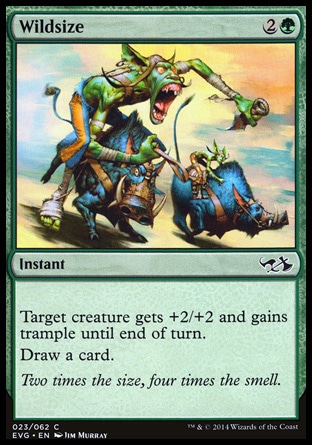 Wildsize 2
Instant
Target creature gets +2/+2 and gains
trample until end of turn.
Draw a card.
Two times the size, four times the smell.
023/062 C
EVG • EN Jim Murray
™ & © 2014 Wizards of the Coast